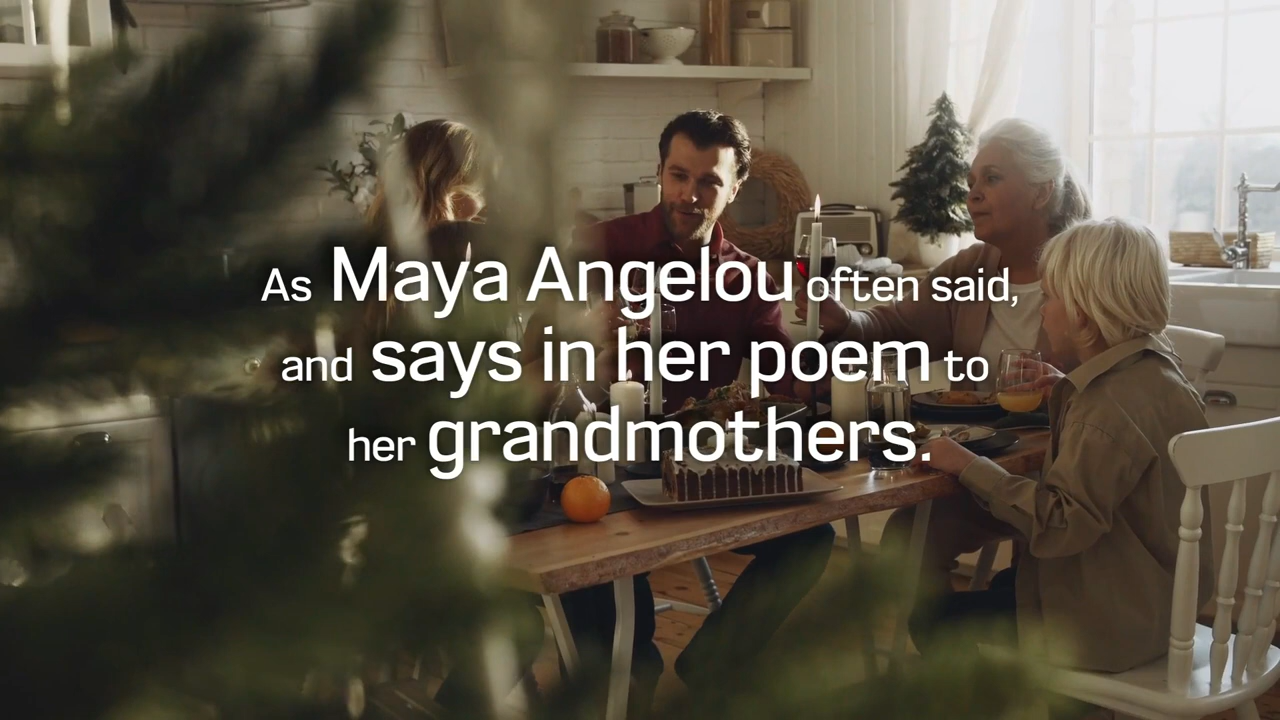 As Maya Angelou often said,
and says in her poem to
her grandmothers.